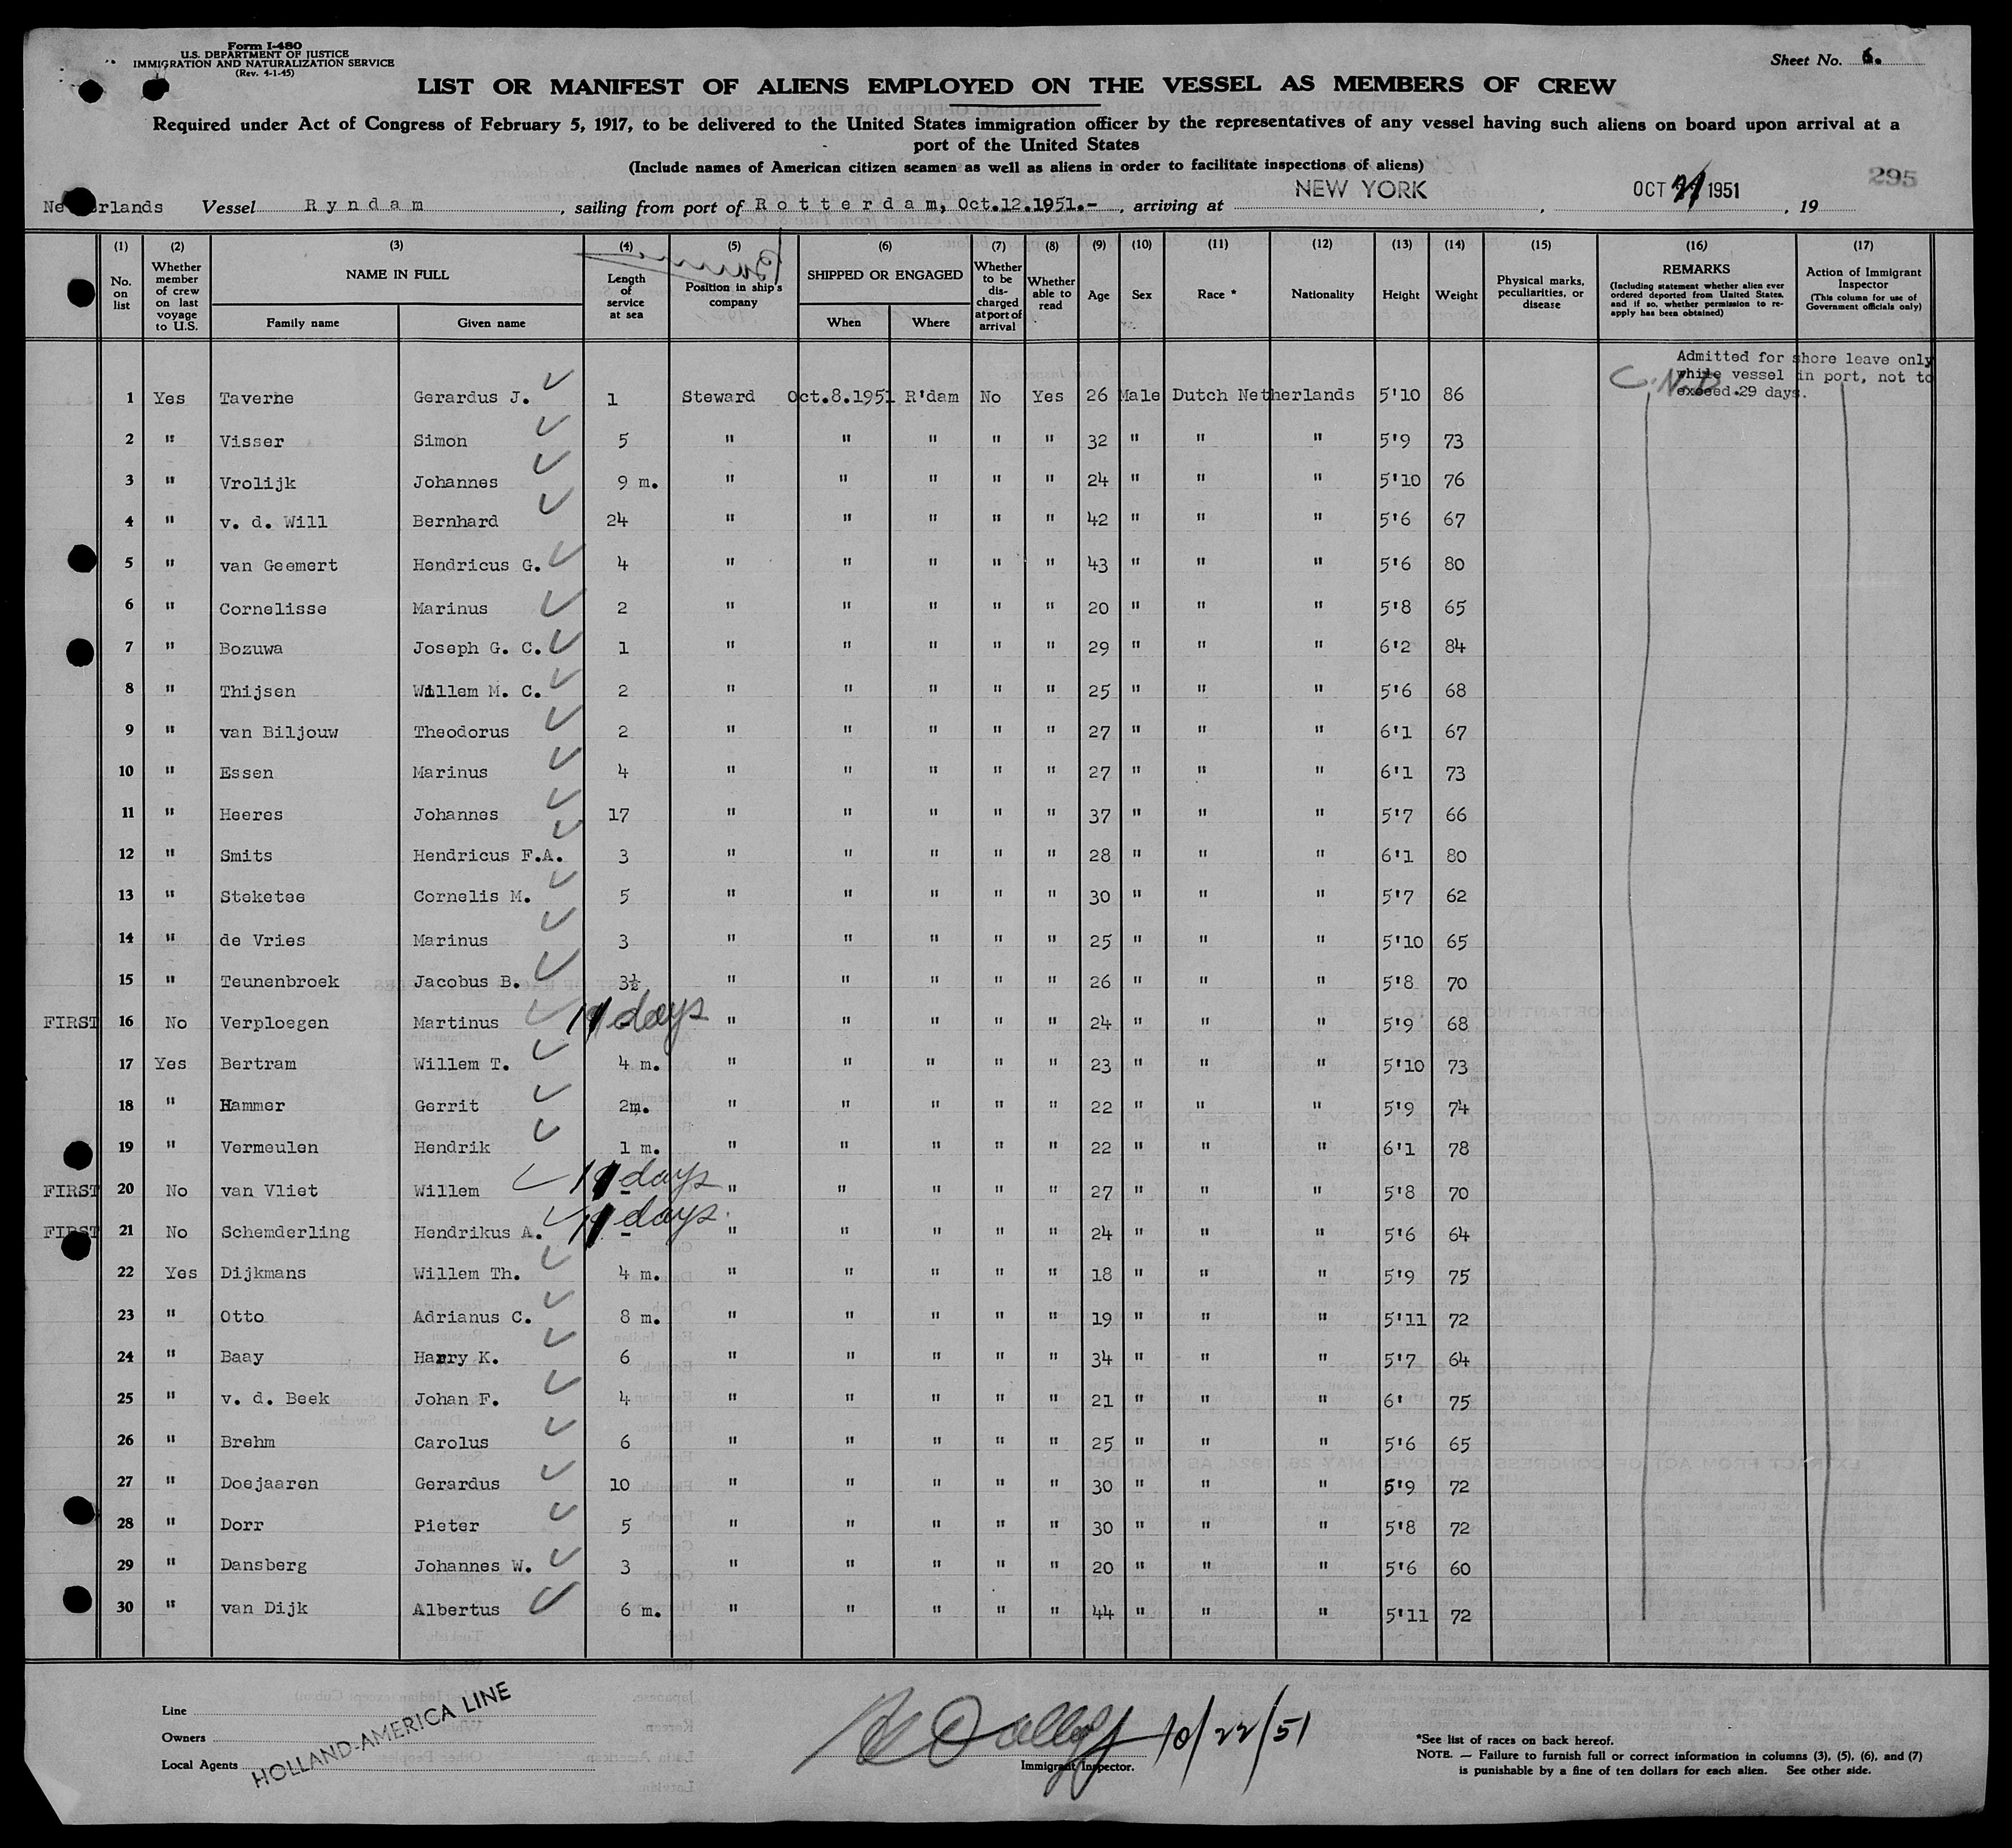 Form I-480
U.S. DEPARTMENT OF JUSTICE
IMMIGRATION AND NATURALIZATION SERVICE
(Rev. 4-1-45)
Sheet No. 6.
LIST OR MANIFEST OF ALIENS EMPLOYED ON THE VESSEL AS MEMBERS OF CREW
Required under Act of Congress of February 5, 1917, to be delivered to the United States immigration officer by the representatives of any vessel having such aliens on board upon arrival at a
port of the United States
(Include names of American citizen seamen as well as aliens in order to facilitate inspections of aliens)
295
Vessel Ryndam, sailing from port of Rotterdam, Oct.12.1951.-, arriving at NEW YORK, OCT 1951, 19
(1) (2) (3) (4) (5) (6) (7) (8) (9) (10) (11) (12) (13) (14) (15) (16) (17)
No. on list
Whether member of crew on last voyage to U.S.
NAME IN FULL
Family name
Given name
Length of service at sea
Position in ship's company
SHIPPED OR ENGAGED
When
Where
Whether to be discharged at port of arrival
Whether able to read
Age
Sex
Race *
Nationality
Height
Weight
Physical marks, peculiarities, or disease
REMARKS
(Including statement whether alien ever ordered deported from United States, and if so, whether permission to re-apply has been obtained)
Action of Immigrant Inspector
(This column for use of Government officials only)
Admitted for shore leave only
while vessel in port, not to
exceed 29 days.
1 Yes Taverne Gerardus J. 1 Steward Oct.8.1951 R'dam No Yes 26 Male Dutch Netherlands 5'10 86
2 " Visser Simon 5 " " " " " 32 " " " 5'9 73
3 " Vrolijk Johannes 9 m. " " " " " 24 " " " 5'10 76
4 " v. d. Will Bernhard 24 " " " " " 42 " " " 5'6 67
5 " van Geemert Hendricus G. 4 " " " " " 43 " " " 5'6 80
6 " Cornelisse Marinus 2 " " " " " 20 " " " 5'8 65
7 " Bozuwa Joseph G. C. 1 " " " " " 29 " " " 6'2 84
8 " Thijsen Willem M. C. 2 " " " " " 25 " " " 5'6 68
9 " van Biljouw Theodorus 2 " " " " " 27 " " " 6'1 67
10 " Essen Marinus 4 " " " " " 27 " " " 6'1 73
11 " Heeres Johannes 17 " " " " " 37 " " " 5'7 66
12 " Smits Hendricus F.A. 3 " " " " " 28 " " " 6'1 80
13 " Steketee Cornelis M. 5 " " " " " 30 " " " 5'7 62
14 " de Vries Marinus 3 " " " " " 25 " " " 5'10 65
15 " Teunenbroek Jacobus B. 3½ " " " " " 26 " " " 5'8 70
FIRST 16 No Verploegen Martinus days " " " " " 24 " " " 5'9 68
17 Yes Bertram Willem T. 4 m. " " " " " 23 " " " 5'10 73
18 " Hammer Gerrit 2m. " " " " " 22 " " " 5'9 74
19 " Vermeulen Hendrik 1 m. " " " " " 22 " " " 6'1 78
FIRST 20 No van Vliet Willem days " " " " " 27 " " " 5'8 70
FIRST 21 No Schemderling Hendrikus A. days " " " " " 24 " " " 5'6 64
22 Yes Dijkmans Willem Th. 4 m. " " " " " 18 " " " 5'9 75
23 " Otto Adrianus C. 8 m. " " " " " 19 " " " 5'11 72
24 " Baay Harry K. 6 " " " " " 34 " " " 5'7 64
25 " v. d. Beek Johan F. 4 " " " " " 21 " " " 6' 75
26 " Brehm Carolus 6 " " " " " 25 " " " 5'6 65
27 " Doejaaren Gerardus 10 " " " " " 30 " " " 5'9 72
28 " Dorr Pieter 5 " " " " " 30 " " " 5'8 72
29 " Dansberg Johannes W. 3 " " " " " 20 " " " 5'6 60
30 " van Dijk Albertus 6 m. " " " " " 44 " " " 5'11 72
Line
Owners
Local Agents
HOLLAND-AMERICA LINE
10/22/51
Immigrant Inspector.
*See list of races on back hereof.
NOTE. — Failure to furnish full or correct information in columns (3), (5), (6), and (7)
is punishable by a fine of ten dollars for each alien. See other side.